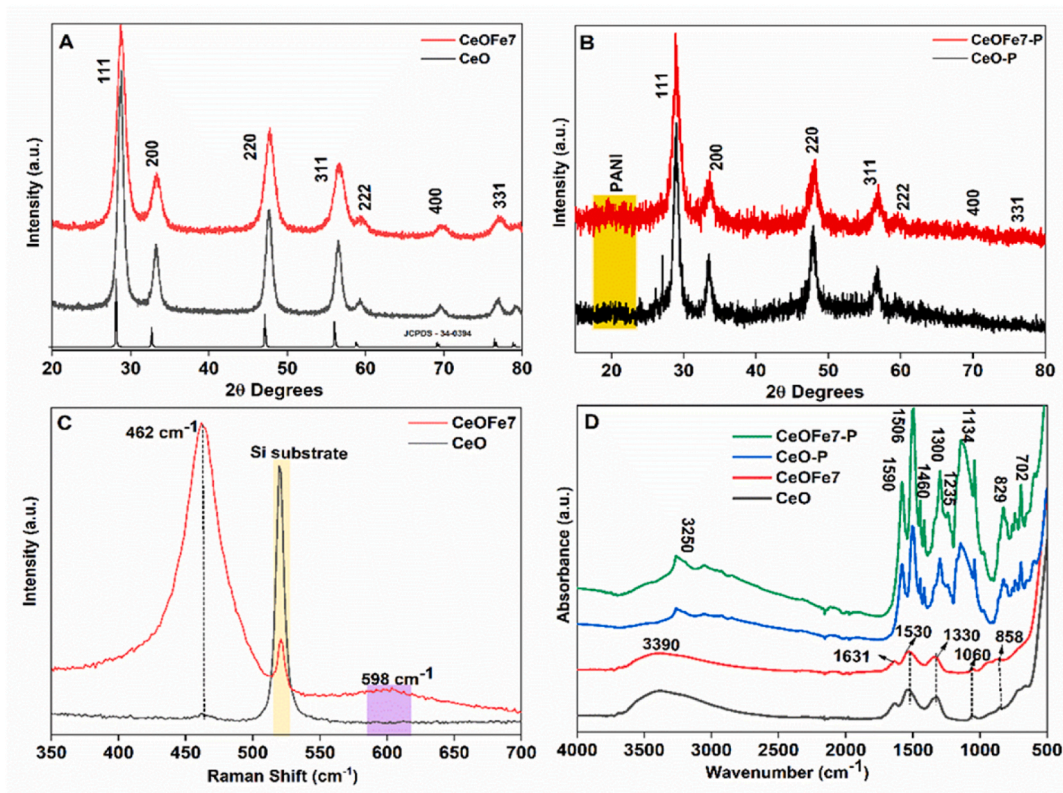 A
CeOFe7
CeO
111
200
220
311
222
400
331
JCPDS - 34-0394
Intensity (a.u.)
20 30 40 50 60 70 80
2θ Degrees
B
CeOFe7-P
CeO-P
PANI
111
200
220
311
222
400
331
Intensity (a.u.)
20 30 40 50 60 70 80
2θ Degrees
C
CeOFe7
CeO
462 cm⁻¹
Si substrate
598 cm⁻¹
Intensity (a.u.)
350 400 450 500 550 600 650 700
Raman Shift (cm⁻¹)
D
CeOFe7-P
CeO-P
CeOFe7
CeO
3250
1590
1506
1460
1300
1235
1134
829
702
3390
1631
1530
1330
1060
858
Absorbance (a.u.)
4000 3500 3000 2500 2000 1500 1000 500
Wavenumber (cm⁻¹)